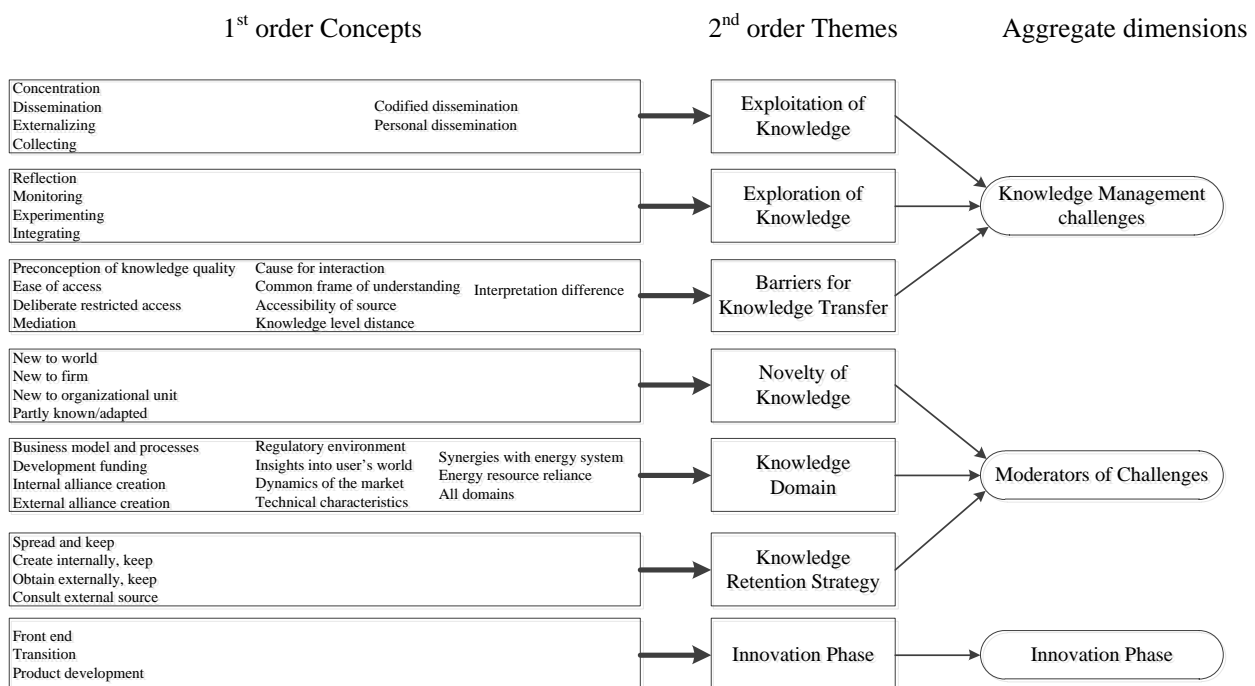 1st order Concepts
2nd order Themes
Aggregate dimensions
Concentration
Dissemination
Externalizing
Collecting
Codified dissemination
Personal dissemination
Exploitation of
Knowledge
Reflection
Monitoring
Experimenting
Integrating
Exploration of
Knowledge
Knowledge Management
challenges
Preconception of knowledge quality
Ease of access
Deliberate restricted access
Mediation
Cause for interaction
Common frame of understanding
Accessibility of source
Knowledge level distance
Interpretation difference
Barriers for
Knowledge Transfer
New to world
New to firm
New to organizational unit
Partly known/adapted
Novelty of
Knowledge
Business model and processes
Development funding
Internal alliance creation
External alliance creation
Regulatory environment
Insights into user’s world
Dynamics of the market
Technical characteristics
Synergies with energy system
Energy resource reliance
All domains
Knowledge
Domain
Moderators of Challenges
Spread and keep
Create internally, keep
Obtain externally, keep
Consult external source
Knowledge
Retention Strategy
Front end
Transition
Product development
Innovation Phase
Innovation Phase